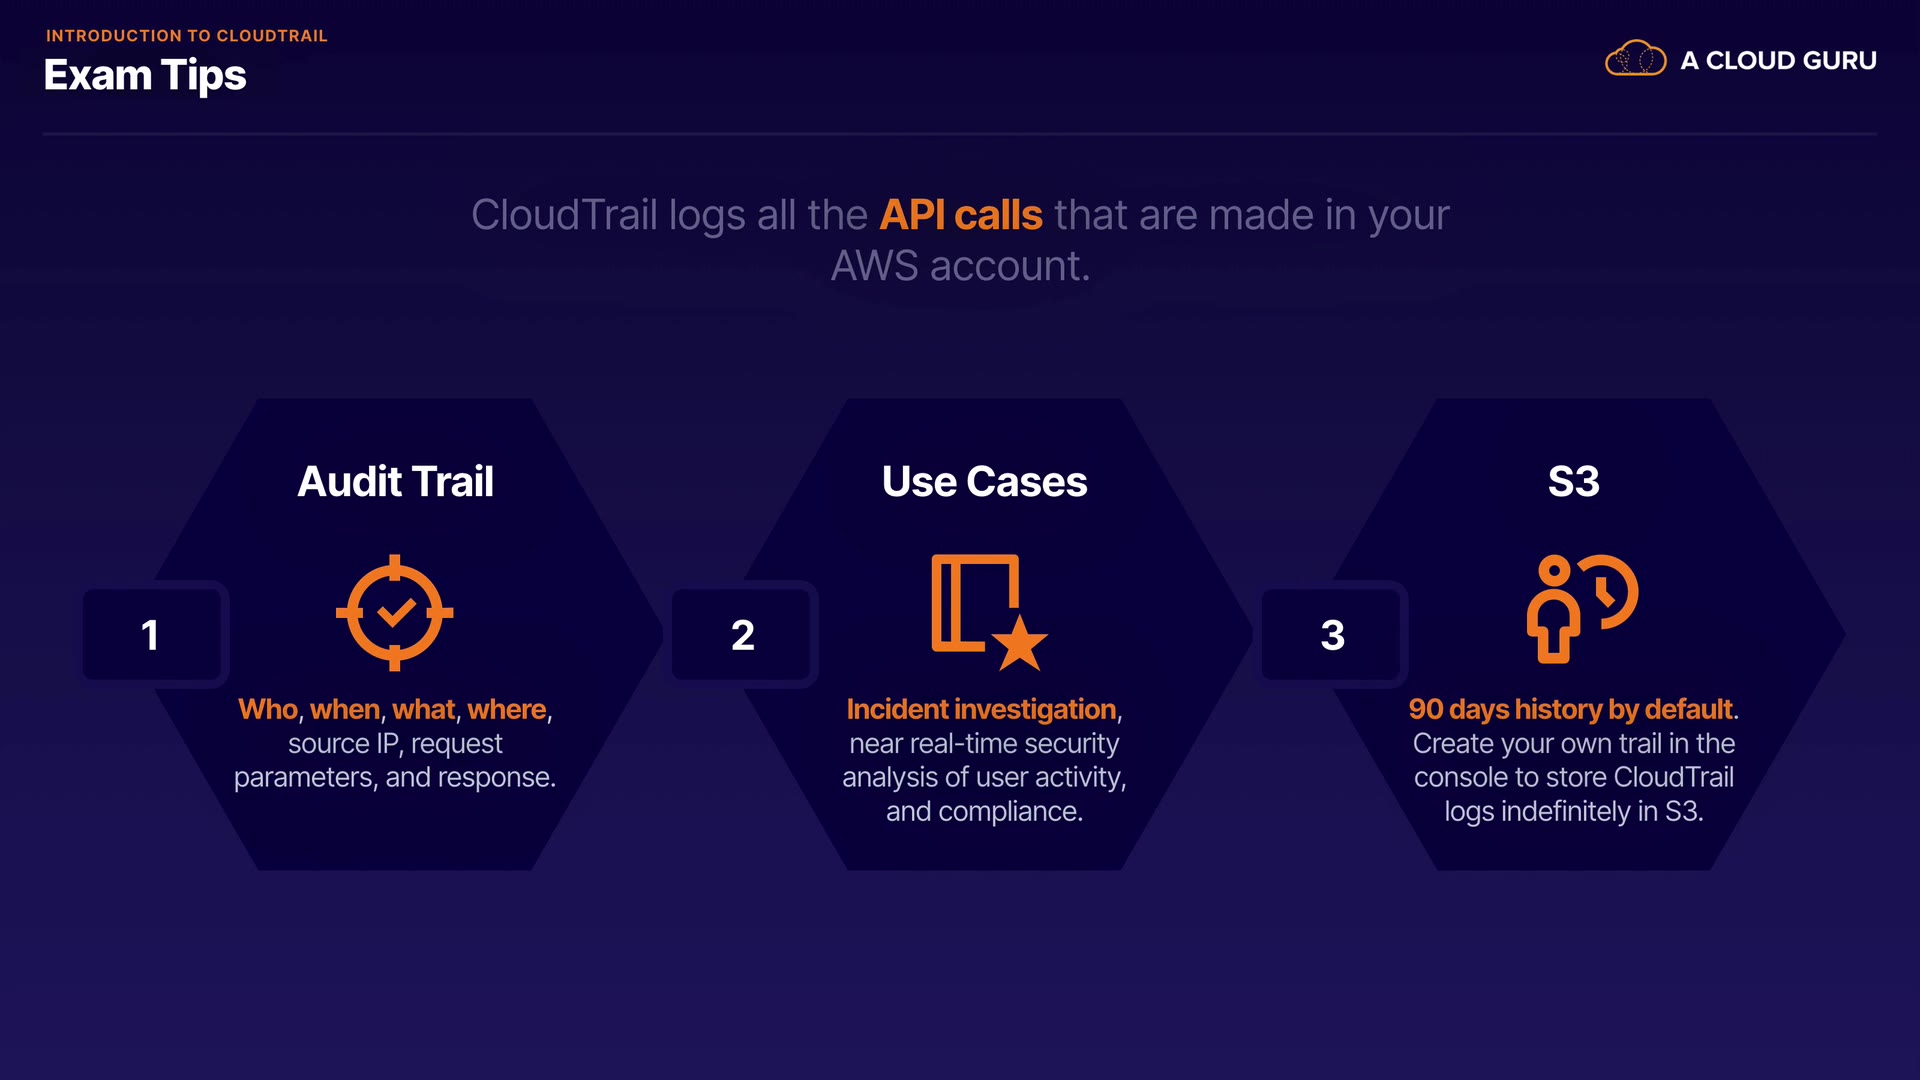 INTRODUCTION TO CLOUDTRAIL
Exam Tips
A CLOUD GURU
CloudTrail logs all the API calls that are made in your
AWS account.
1
Audit Trail
Who, when, what, where,
source IP, request
parameters, and response.
2
Use Cases
Incident investigation,
near real-time security
analysis of user activity,
and compliance.
3
S3
90 days history by default.
Create your own trail in the
console to store CloudTrail
logs indefinitely in S3.